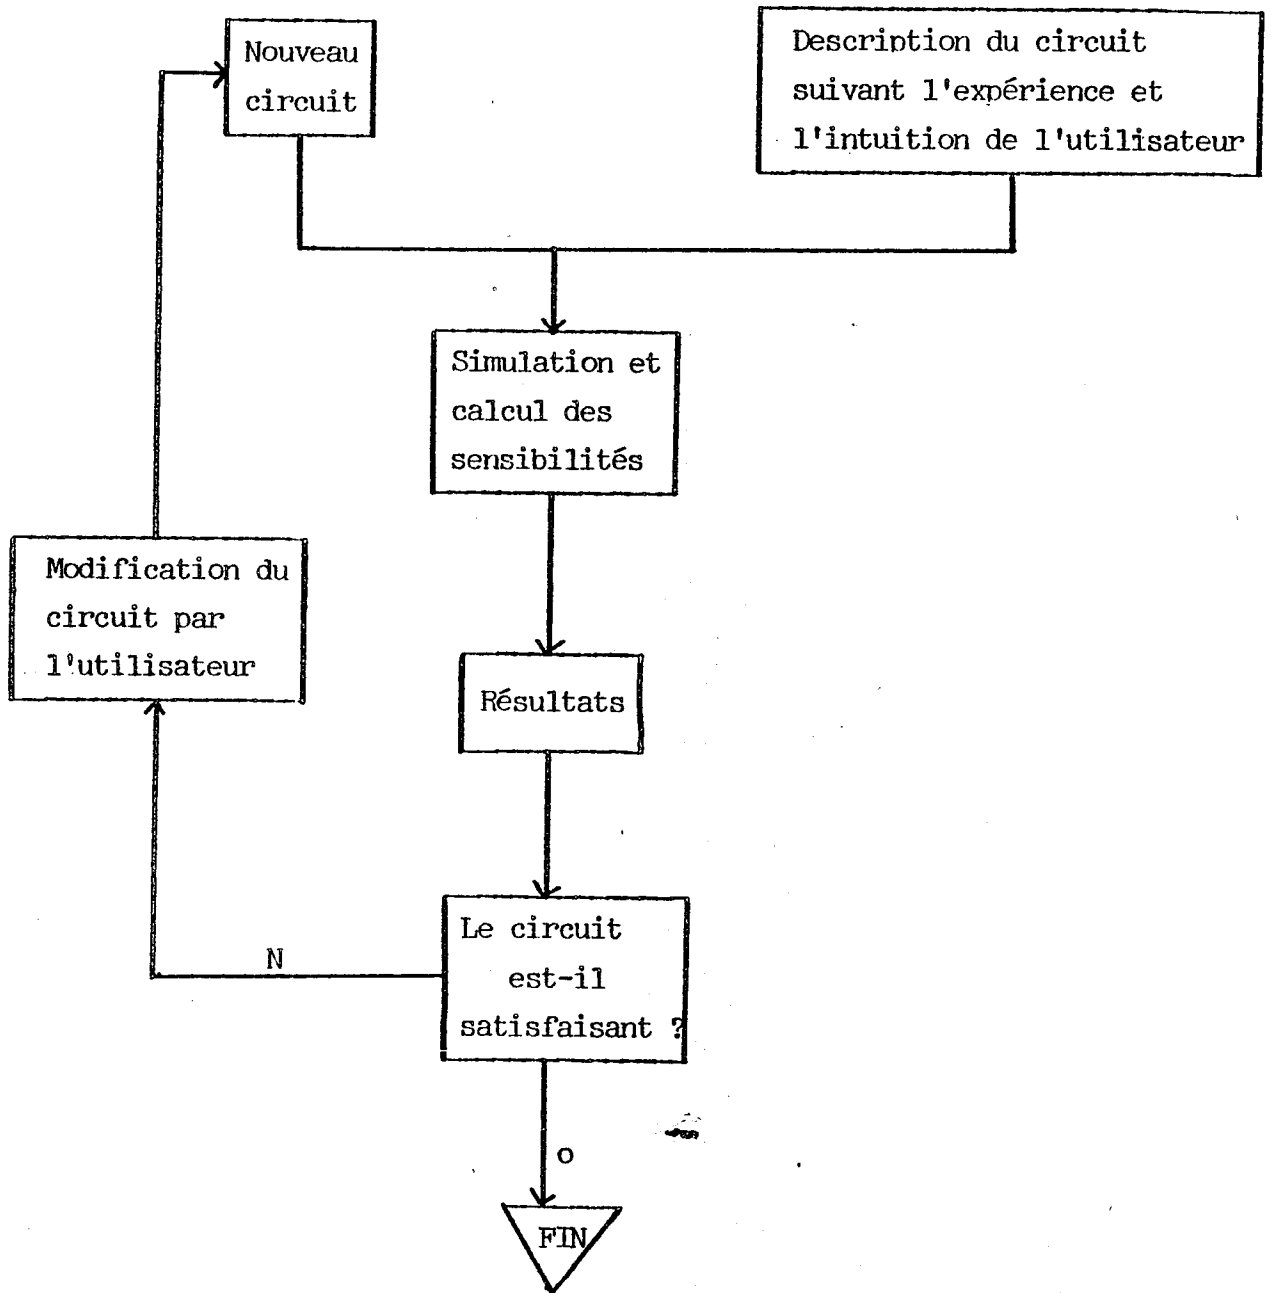 Nouveau
circuit
Description du circuit
suivant l'expérience et
l'intuition de l'utilisateur
Simulation et
calcul des
sensibilités
Modification du
circuit par
l'utilisateur
Résultats
Le circuit
est-il
satisfaisant ?
N
O
FIN